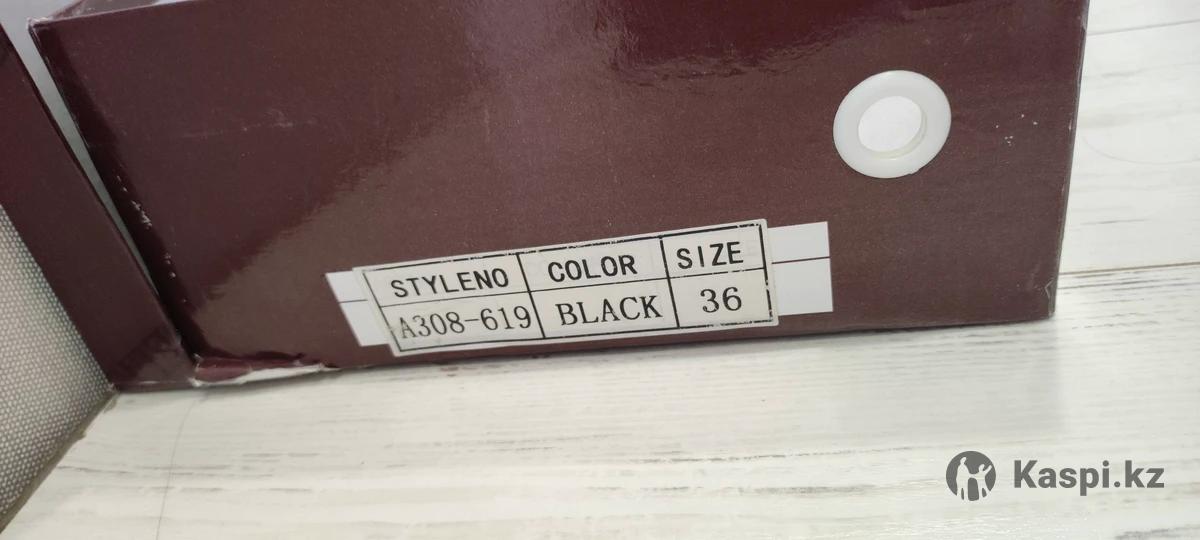 STYLENO COLOR SIZE
A308-619 BLACK 36
Kaspi.kz